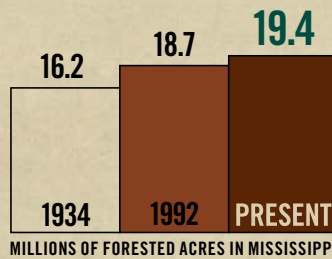 19.4
18.7
16.2
1934 1992 PRESENT
MILLIONS OF FORESTED ACRES IN MISSISSIPP